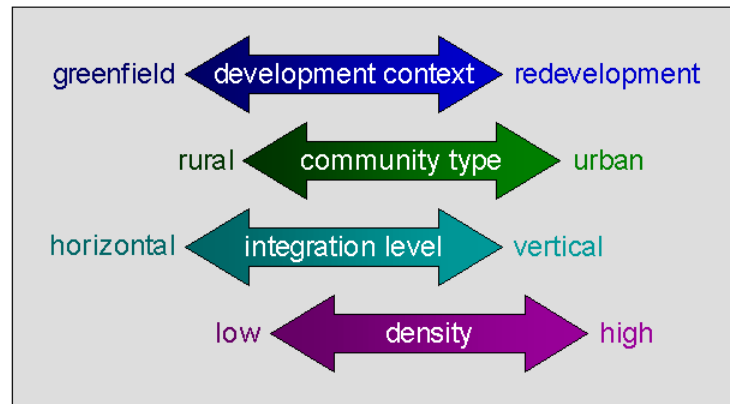 greenfield development context redevelopment
rural community type urban
horizontal integration level vertical
low density high